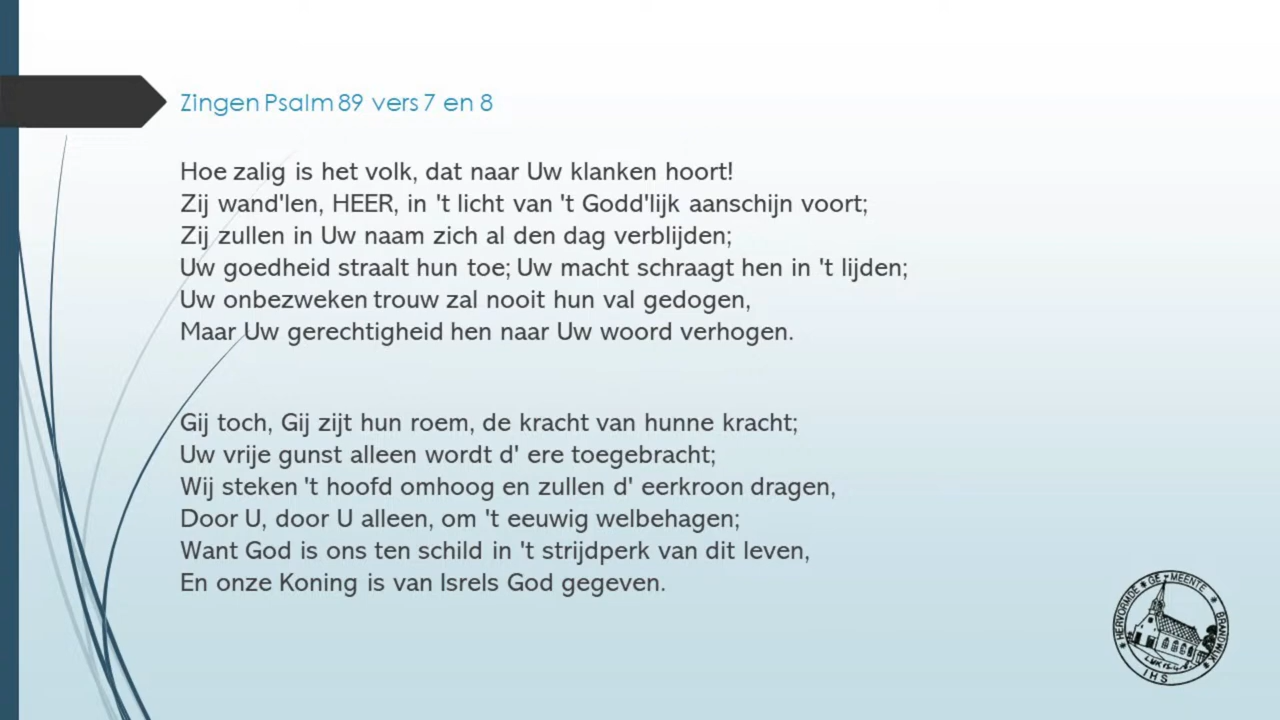 Zingen Psalm 89 vers 7 en 8
Hoe zalig is het volk, dat naar Uw klanken hoort!
Zij wand'len, HEER, in 't licht van 't Godd'lijk aanschijn voort;
Zij zullen in Uw naam zich al den dag verblijden;
Uw goedheid straalt hun toe; Uw macht schraagt hen in 't lijden;
Uw onbezweken trouw zal nooit hun val gedogen,
Maar Uw gerechtigheid hen naar Uw woord verhogen.
Gij toch, Gij zijt hun roem, de kracht van hunne kracht;
Uw vrije gunst alleen wordt d' ere toegebracht;
Wij steken 't hoofd omhoog en zullen d' eerkroon dragen,
Door U, door U alleen, om 't eeuwig welbehagen;
Want God is ons ten schild in 't strijdperk van dit leven,
En onze Koning is van Isrels God gegeven.
HERVORMDE GEMEENTE BRANDWIJK
IHS